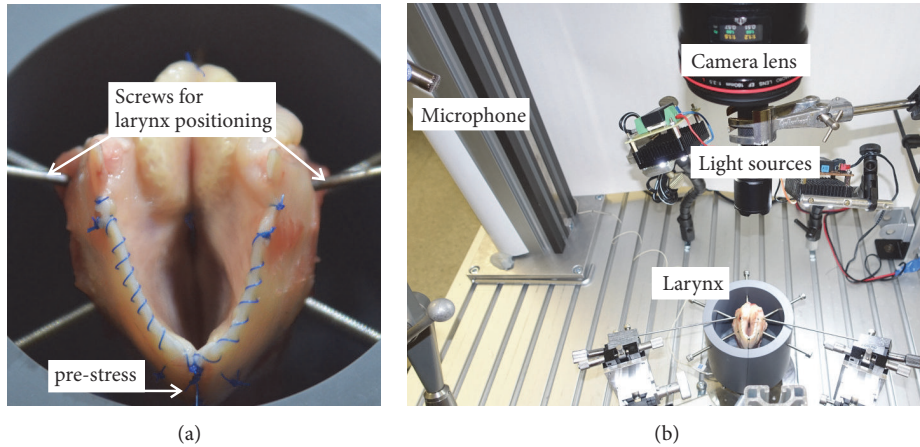 Screws for
larynx positioning
pre-stress
(a)
Camera lens
Microphone
Light sources
Larynx
(b)